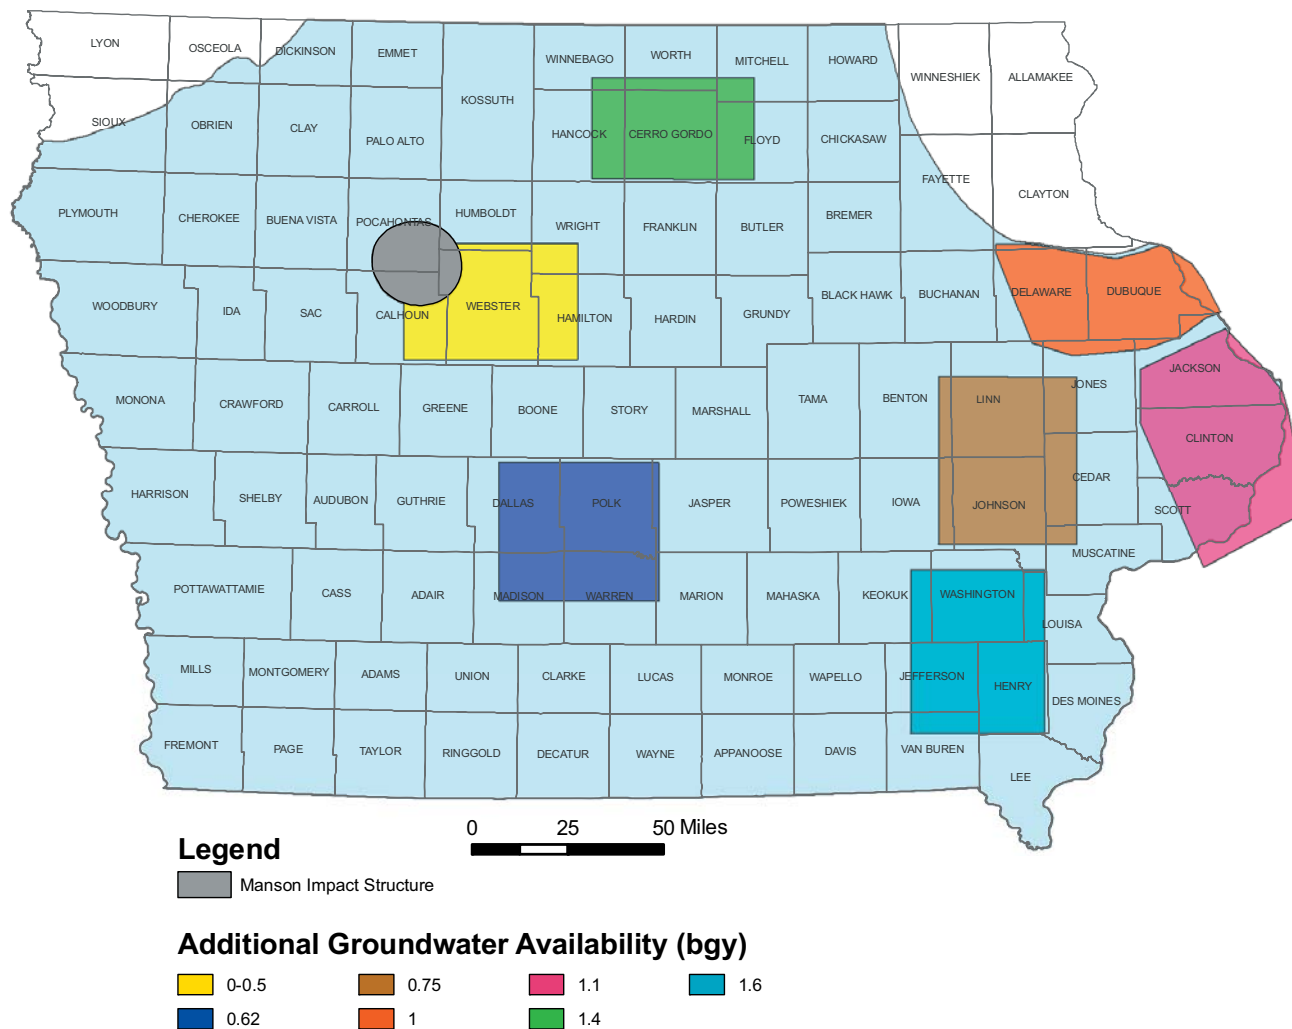 LYON OSCEOLA DICKINSON EMMET WINNEBAGO WORTH MITCHELL HOWARD WINNESHIEK ALLAMAKEE
KOSSUTH
SIOUX OBRIEN CLAY PALO ALTO HANCOCK CERRO GORDO FLOYD CHICKASAW
FAYETTE CLAYTON
PLYMOUTH CHEROKEE BUENA VISTA POCAHONTAS HUMBOLDT WRIGHT FRANKLIN BUTLER BREMER
WOODBURY IDA SAC CALHOUN WEBSTER HAMILTON HARDIN GRUNDY BLACK HAWK BUCHANAN DELAWARE DUBUQUE
MONONA CRAWFORD CARROLL GREENE BOONE STORY MARSHALL TAMA BENTON LINN JONES JACKSON
CLINTON
HARRISON SHELBY AUDUBON GUTHRIE DALLAS POLK JASPER POWESHIEK IOWA JOHNSON CEDAR SCOTT
MUSCATINE
POTTAWATTAMIE CASS ADAIR MADISON WARREN MARION MAHASKA KEOKUK WASHINGTON LOUISA
MILLS MONTGOMERY ADAMS UNION CLARKE LUCAS MONROE WAPELLO JEFFERSON HENRY DES MOINES
FREMONT PAGE TAYLOR RINGGOLD DECATUR WAYNE APPANOOSE DAVIS VAN BUREN LEE
0 25 50 Miles
Legend
Manson Impact Structure
Additional Groundwater Availability (bgy)
0-0.5 0.75 1.1 1.6
0.62 1 1.4